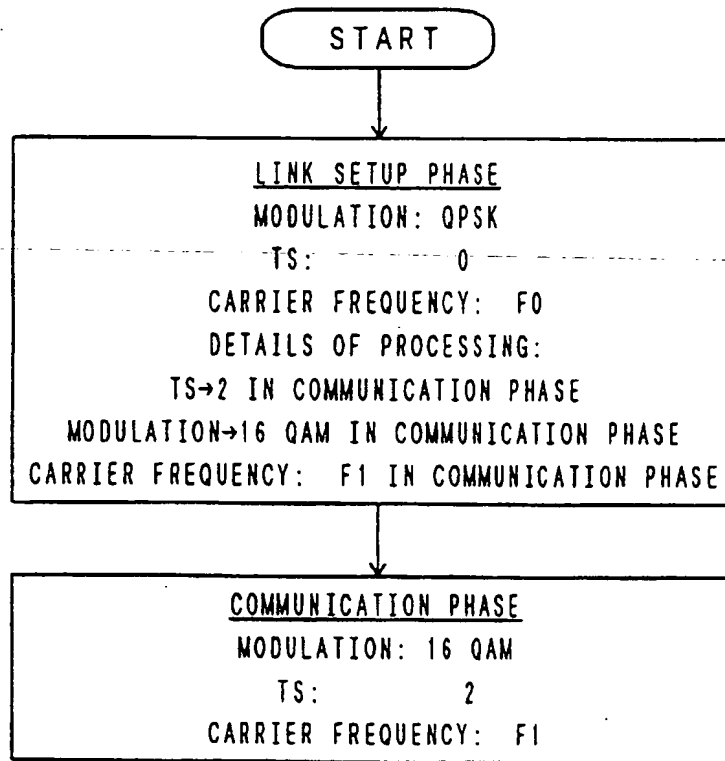 START
LINK SETUP PHASE
MODULATION: QPSK
TS: 0
CARRIER FREQUENCY: F0
DETAILS OF PROCESSING:
TS→2 IN COMMUNICATION PHASE
MODULATION→16 QAM IN COMMUNICATION PHASE
CARRIER FREQUENCY: F1 IN COMMUNICATION PHASE
COMMUNICATION PHASE
MODULATION: 16 QAM
TS: 2
CARRIER FREQUENCY: F1